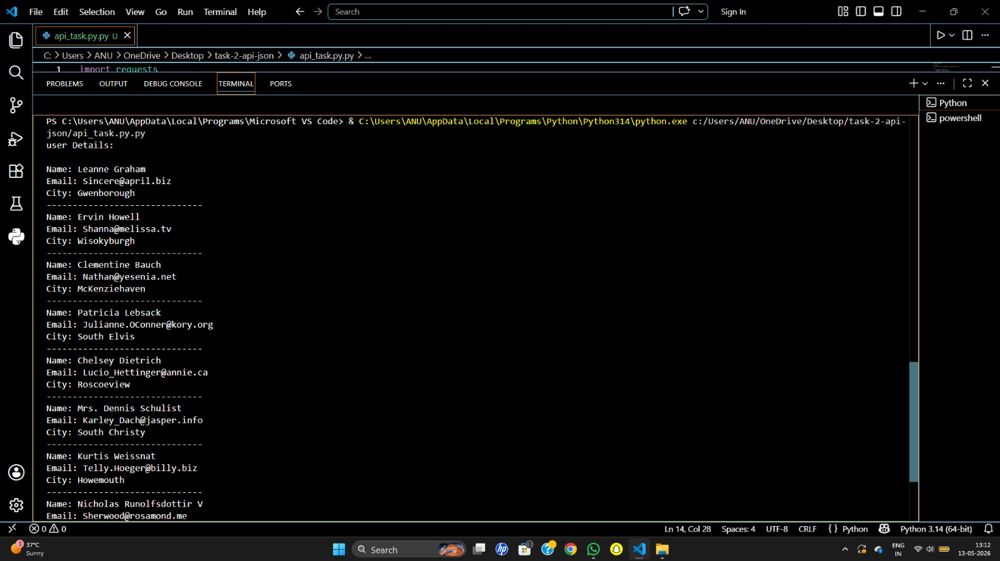 File Edit Selection View Go Run Terminal Help Search Sign In
api_task.py.py U
C: > Users > ANU > OneDrive > Desktop > task-2-api-json > api_task.py.py > ...
1 import requests
PROBLEMS OUTPUT DEBUG CONSOLE TERMINAL PORTS
Python
powershell
PS C:\Users\ANU\AppData\Local\Programs\Microsoft VS Code> & C:\Users\ANU\AppData\Local\Programs\Python\Python314\python.exe c:/Users/ANU/OneDrive/Desktop/task-2-api-
json/api_task.py.py
user Details:
Name: Leanne Graham
Email: Sincere@april.biz
City: Gwenborough
------------------------------
Name: Ervin Howell
Email: Shanna@melissa.tv
City: Wisokyburgh
------------------------------
Name: Clementine Bauch
Email: Nathan@yesenia.net
City: McKenziehaven
------------------------------
Name: Patricia Lebsack
Email: Julianne.OConner@kory.org
City: South Elvis
------------------------------
Name: Chelsey Dietrich
Email: Lucio_Hettinger@annie.ca
City: Roscoeview
------------------------------
Name: Mrs. Dennis Schulist
Email: Karley_Dach@jasper.info
City: South Christy
------------------------------
Name: Kurtis Weissnat
Email: Telly.Hoeger@billy.biz
City: Howemouth
------------------------------
Name: Nicholas Runolfsdottir V
Email: Sherwood@rosamond.me
0 0 Ln 14, Col 28 Spaces: 4 UTF-8 CRLF {} Python Python 3.14 (64-bit)
3 37°C
Sunny
Search
hp
1
ENG
IN
13:12
13-05-2026